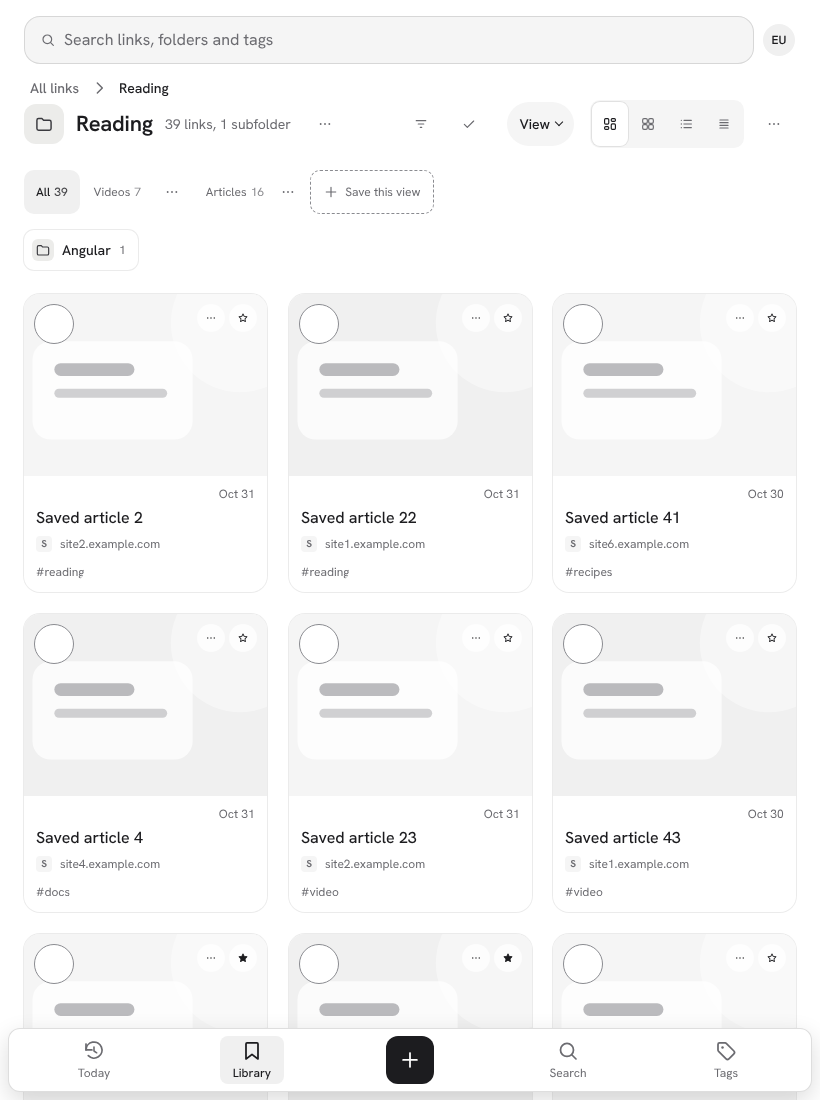 Search links, folders and tags
EU
All links
Reading
Reading
39 links, 1 subfolder
View
All 39
Videos 7
Articles 16
Save this view
Angular 1
Oct 31
Saved article 2
S site2.example.com
#reading
Oct 31
Saved article 22
S site1.example.com
#reading
Oct 30
Saved article 41
S site6.example.com
#recipes
Oct 31
Saved article 4
S site4.example.com
#docs
Oct 31
Saved article 23
S site2.example.com
#video
Oct 30
Saved article 43
S site1.example.com
#video
Today
Library
Search
Tags